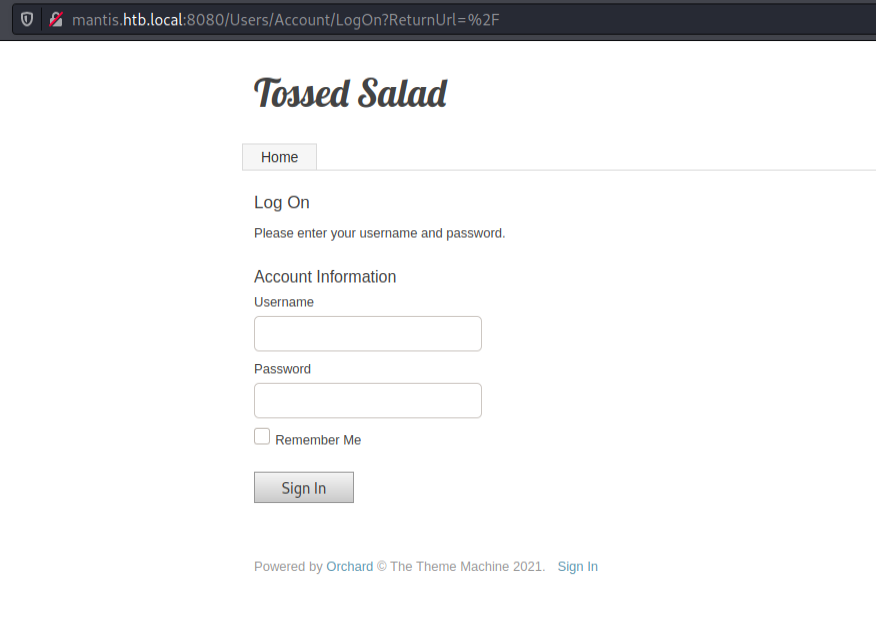 mantis.htb.local:8080/Users/Account/LogOn?ReturnUrl=%2F
Tossed Salad
Home
Log On
Please enter your username and password.
Account Information
Username
Password
Remember Me
Sign In
Powered by Orchard © The Theme Machine 2021. Sign In